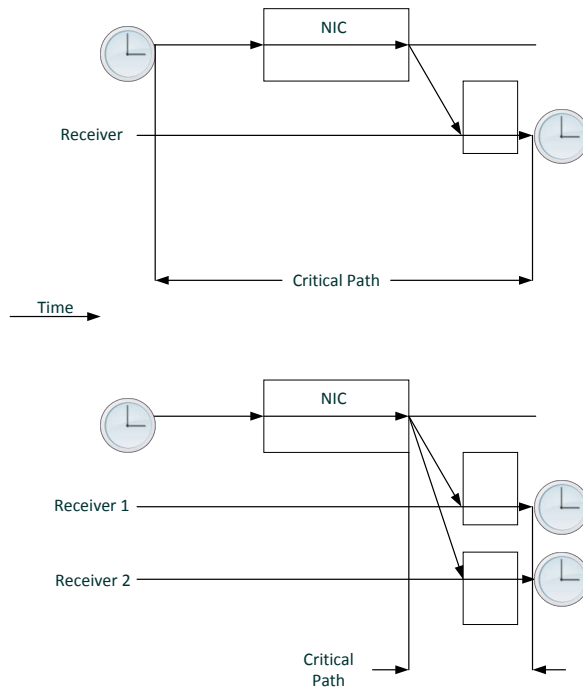 NIC
Receiver
Critical Path
Time
NIC
Receiver 1
Receiver 2
Critical
Path